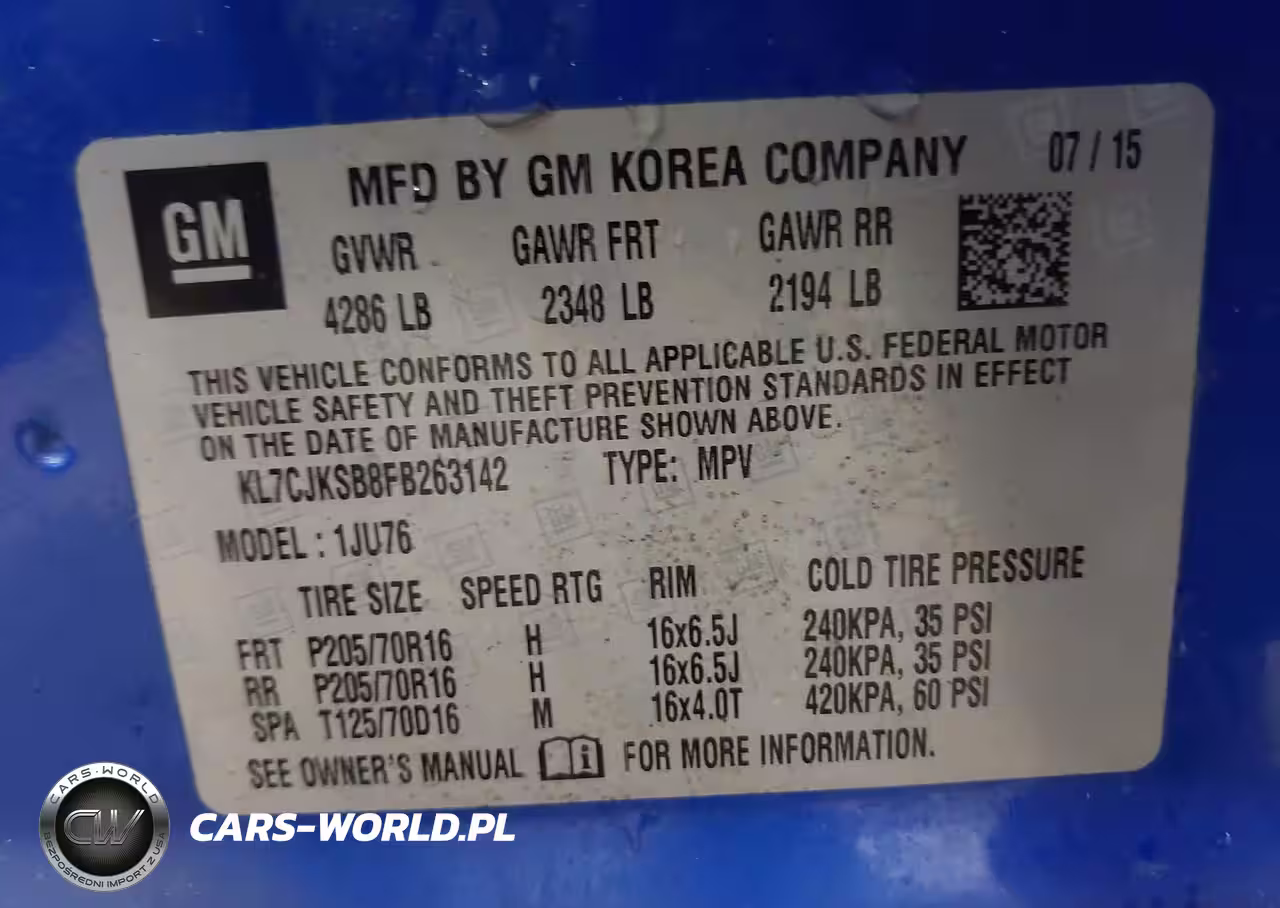 GM
MFD BY GM KOREA COMPANY 07 / 15
GVWR GAWR FRT GAWR RR
4286 LB 2348 LB 2194 LB
THIS VEHICLE CONFORMS TO ALL APPLICABLE U.S. FEDERAL MOTOR
VEHICLE SAFETY AND THEFT PREVENTION STANDARDS IN EFFECT
ON THE DATE OF MANUFACTURE SHOWN ABOVE.
KL7CJKSB8FB263142 TYPE: MPV
MODEL : 1JU76
TIRE SIZE SPEED RTG RIM COLD TIRE PRESSURE
FRT P205/70R16 H 16x6.5J 240KPA, 35 PSI
RR P205/70R16 H 16x6.5J 240KPA, 35 PSI
SPA T125/70D16 M 16x4.0T 420KPA, 60 PSI
SEE OWNER'S MANUAL i FOR MORE INFORMATION.
CARS-WORLD
CW
BEZPOŚREDNI IMPORT Z USA
CARS-WORLD.PL